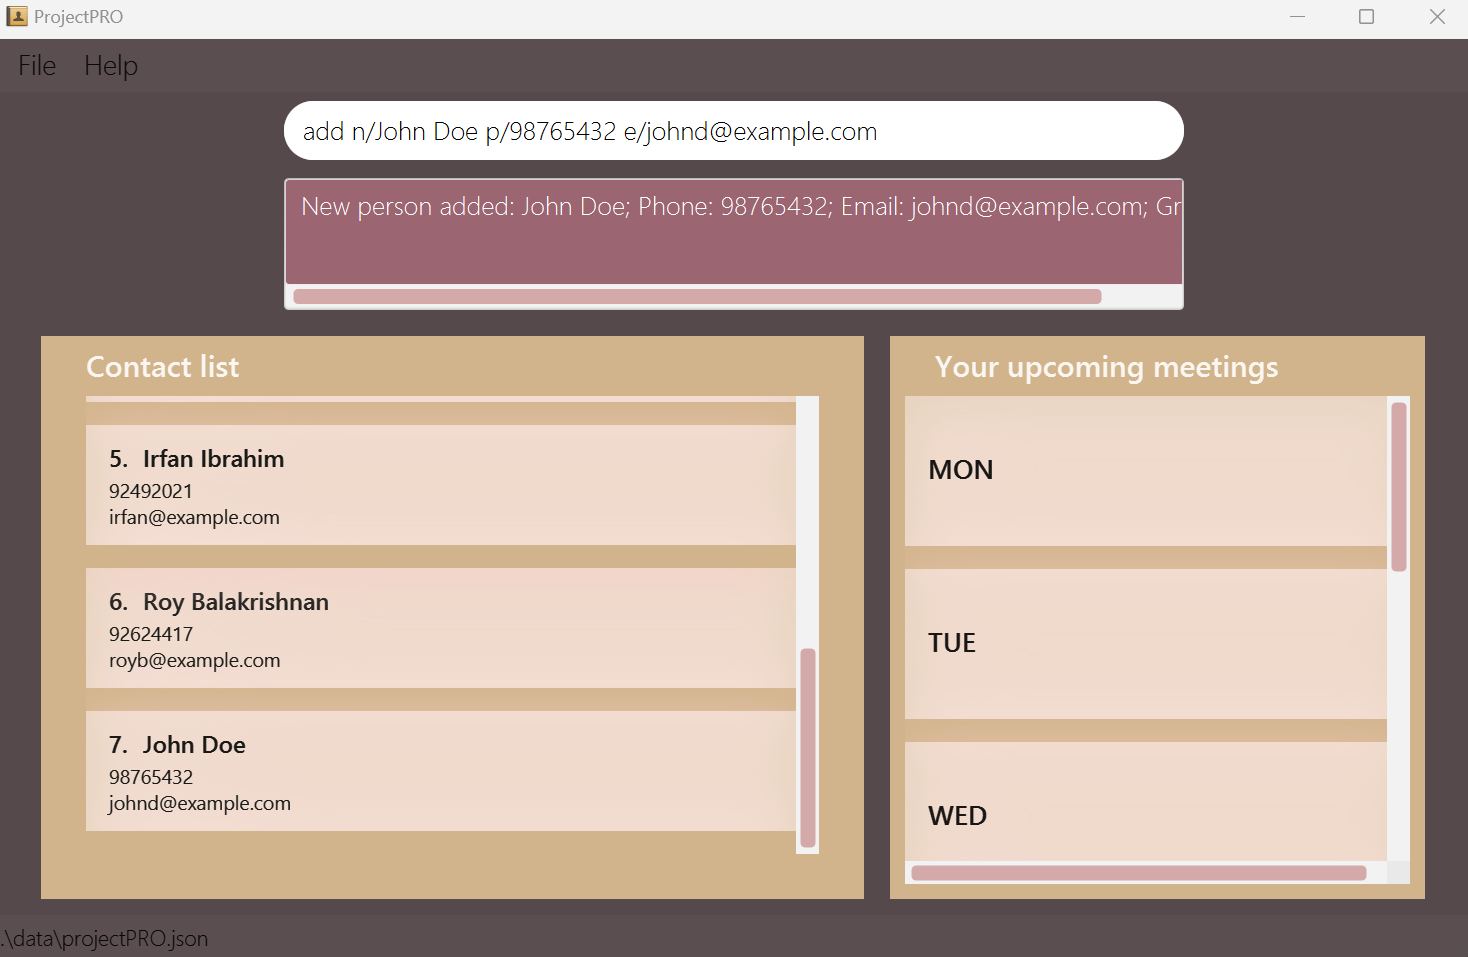 ProjectPRO
File Help
add n/John Doe p/98765432 e/johnd@example.com
New person added: John Doe; Phone: 98765432; Email: johnd@example.com; Gr
Contact list
5. Irfan Ibrahim
92492021
irfan@example.com
6. Roy Balakrishnan
92624417
royb@example.com
7. John Doe
98765432
johnd@example.com
Your upcoming meetings
MON
TUE
WED
.\data\projectPRO.json